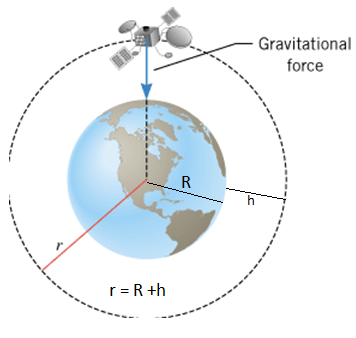 Gravitational
force
R
h
r
r = R +h